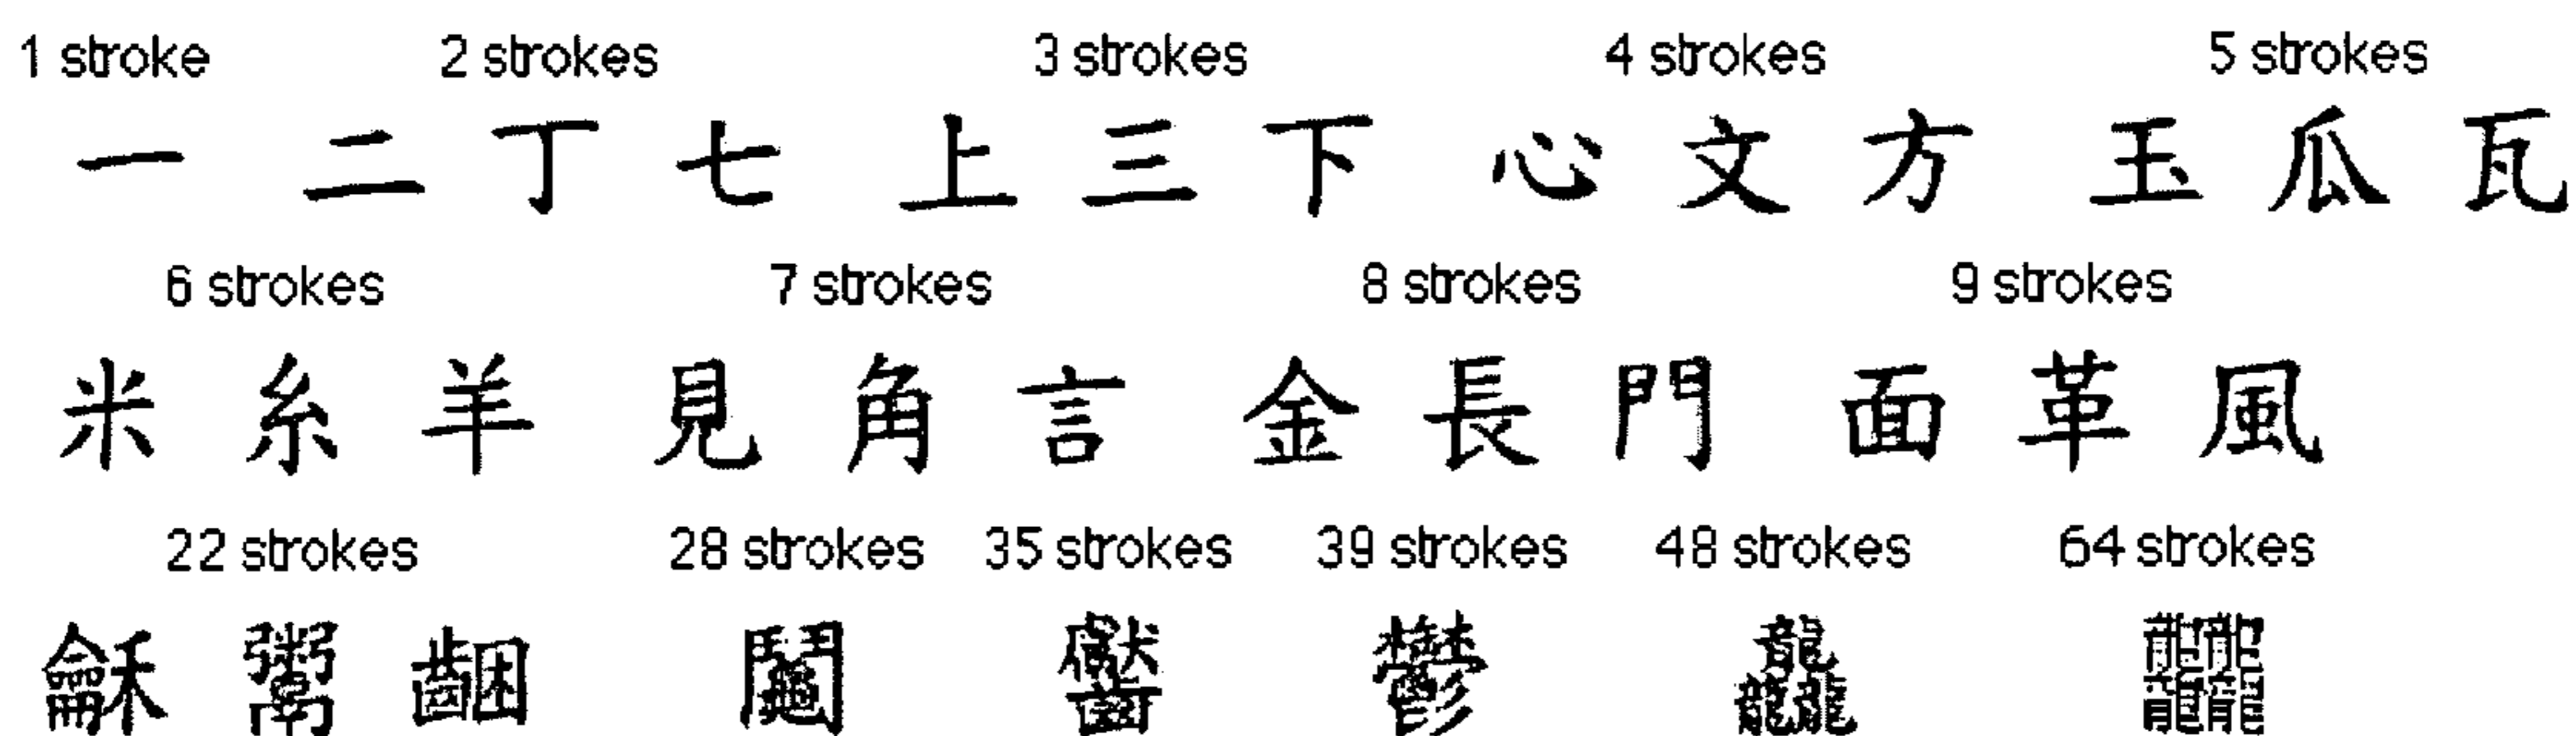 1 stroke 2 strokes 3 strokes 4 strokes 5 strokes
一 二 丁 七 上 三 下 心 文 方 玉 瓜 瓦
6 strokes 7 strokes 8 strokes 9 strokes
米 糸 羊 見 角 言 金 長 門 面 革 風
22 strokes 28 strokes 35 strokes 39 strokes 48 strokes 64 strokes
龢 鬻 龘 𪚥